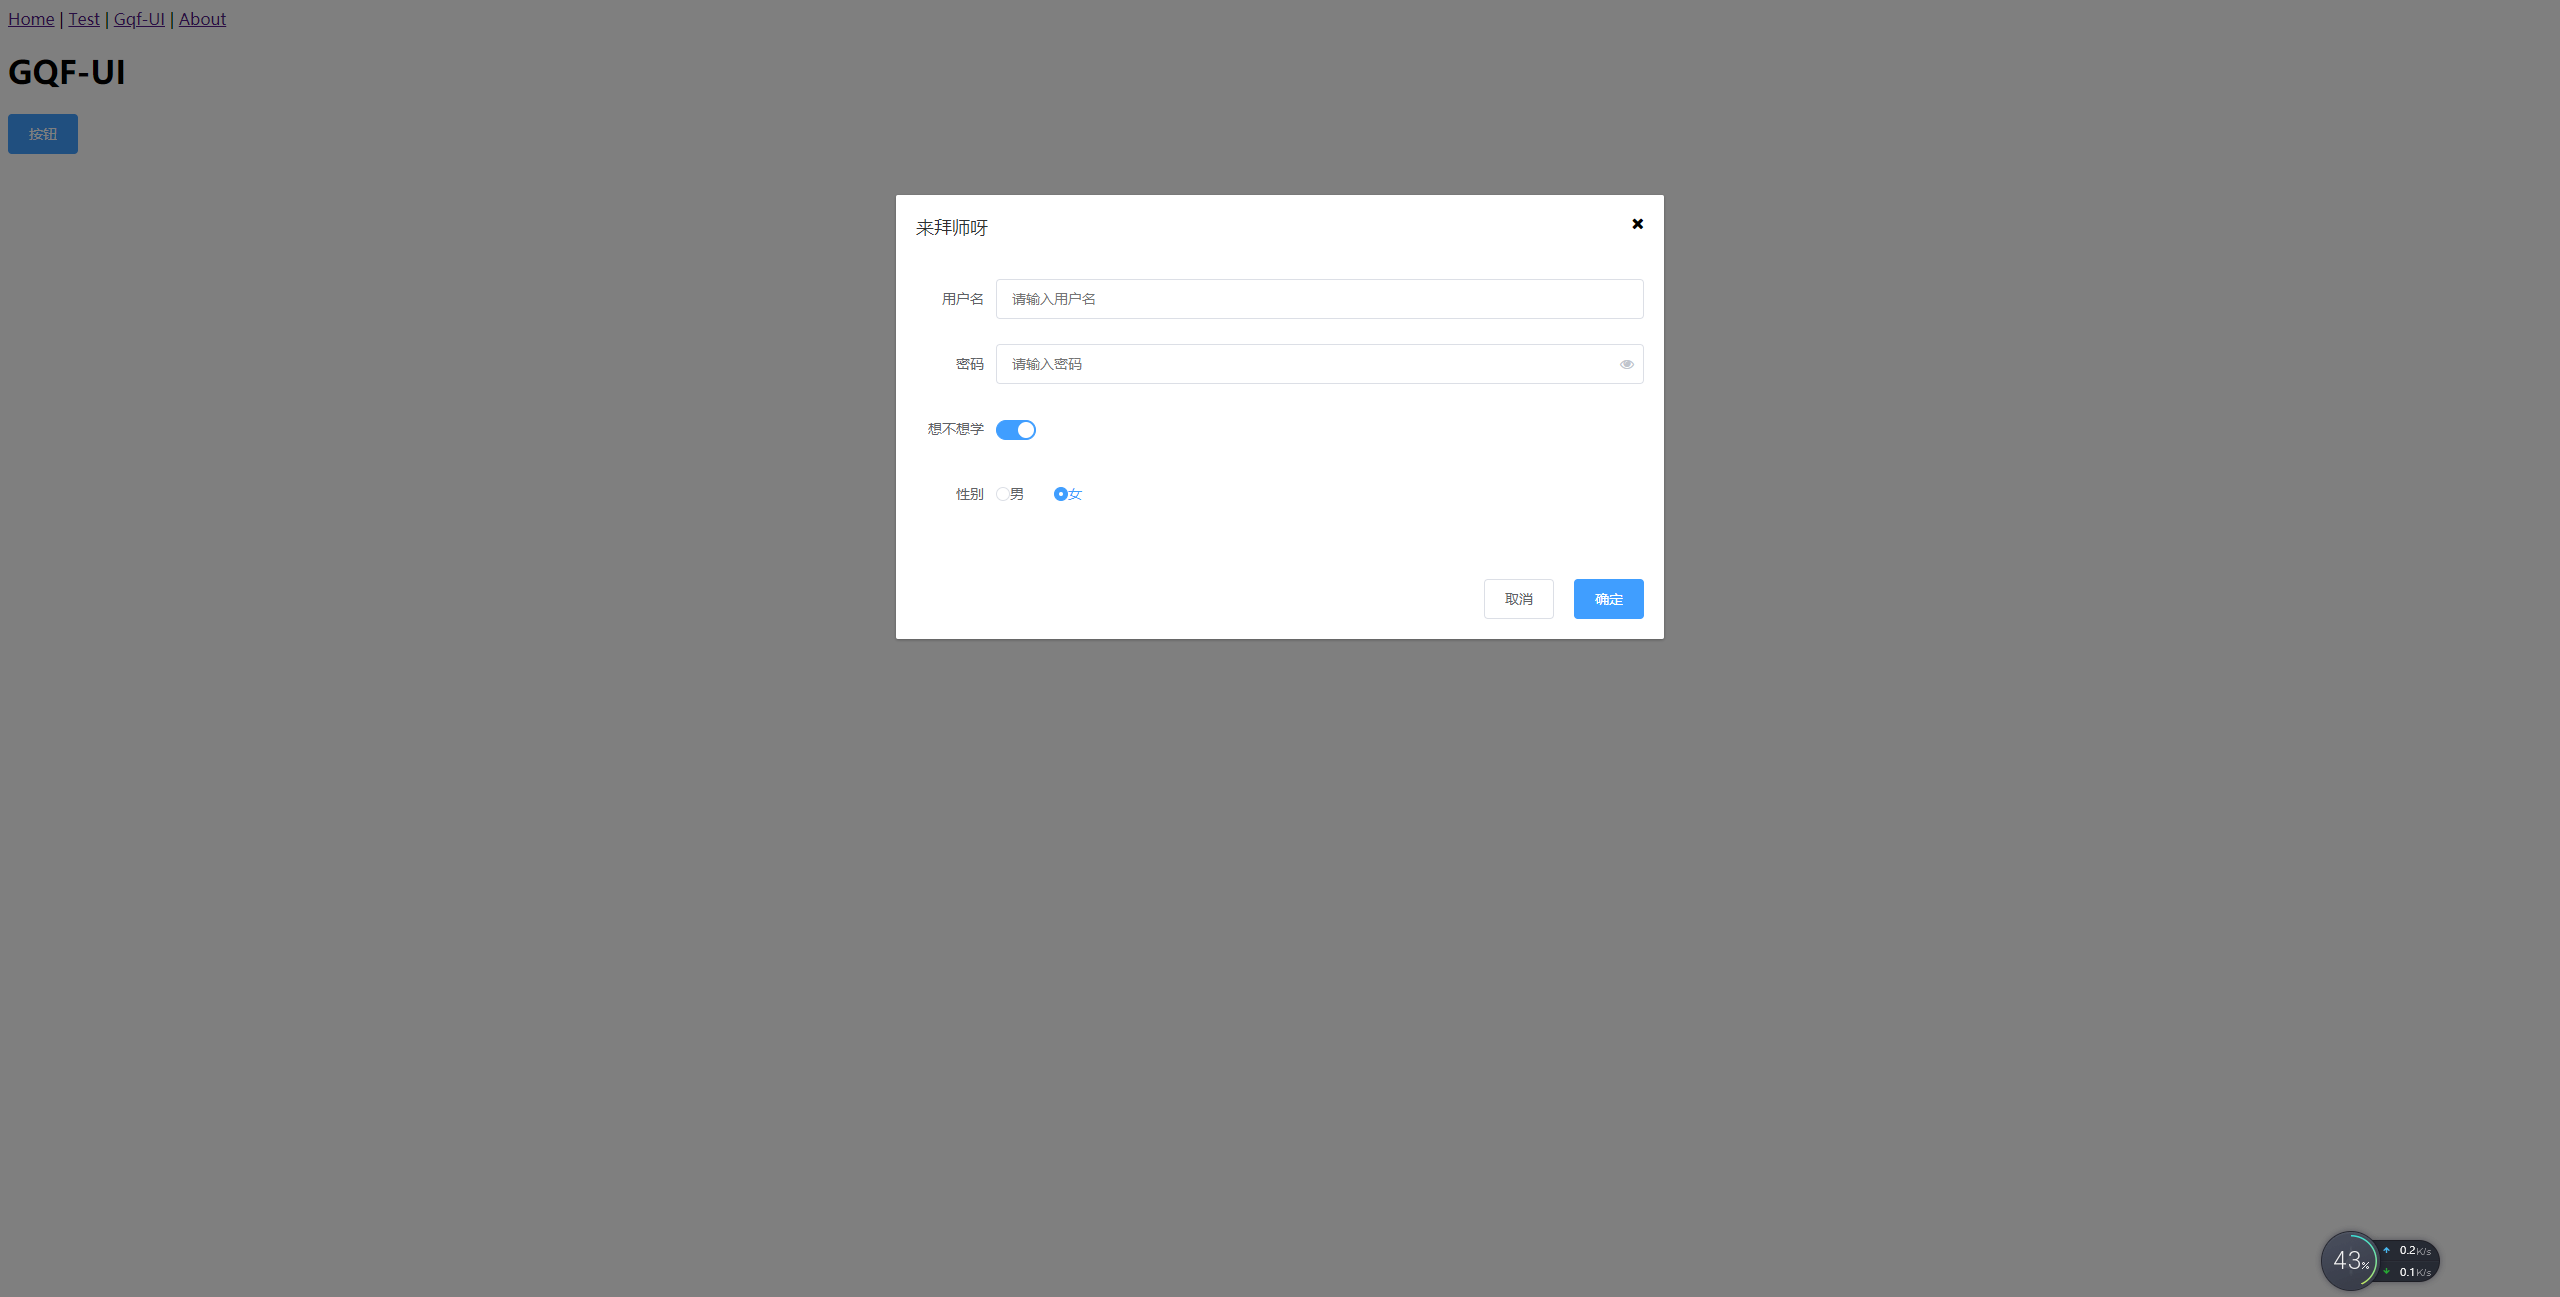 Home | Test | Gqf-UI | About
GQF-UI
按钮
来拜师呀
用户名 请输入用户名
密码 请输入密码
想不想学
性别 男 女
取消 确定
43%
0.2K/s
0.1K/s